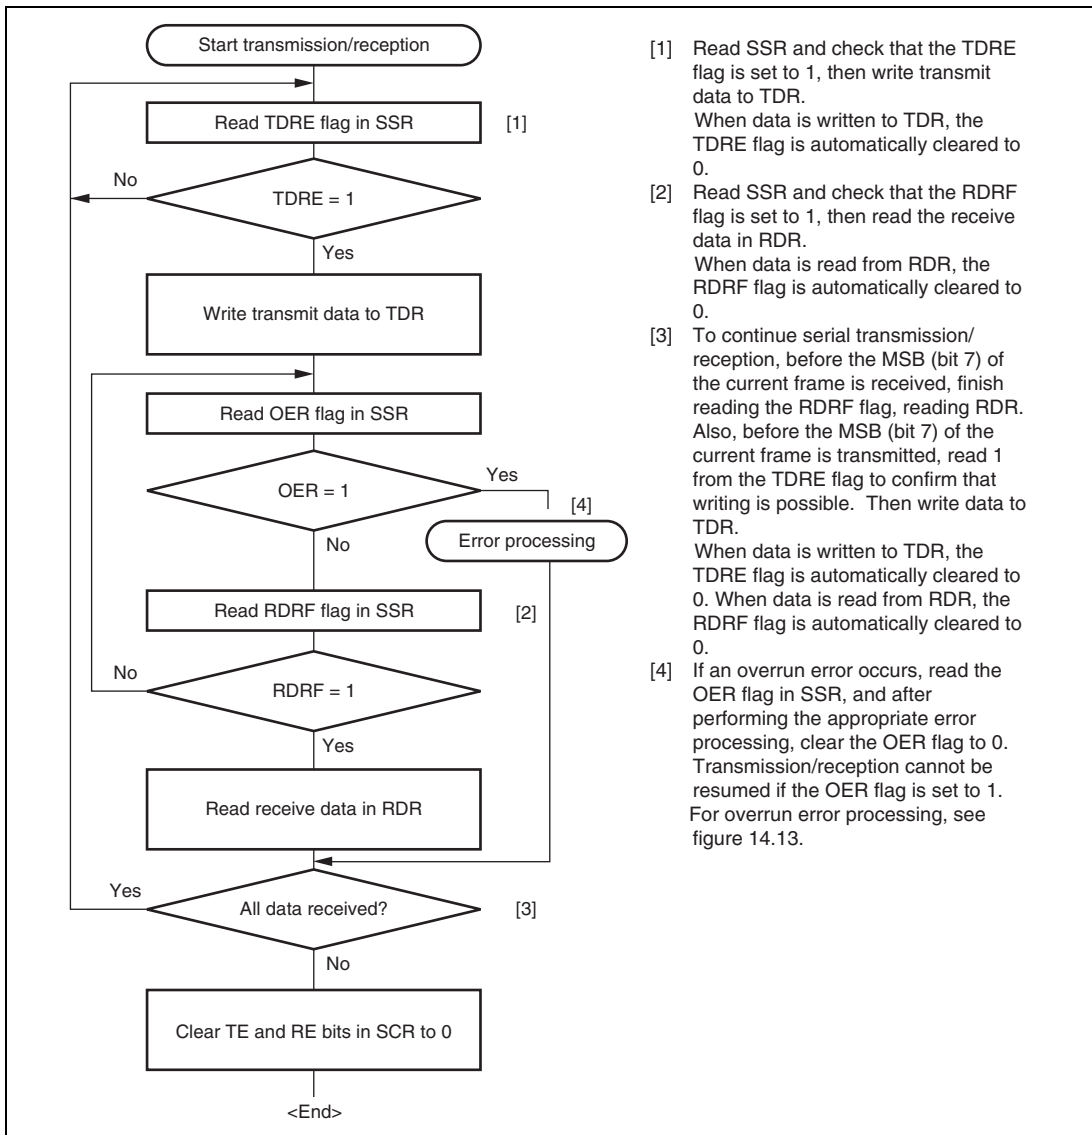 Start transmission/reception
Read TDRE flag in SSR
[1]
No
TDRE = 1
Yes
Write transmit data to TDR
Read OER flag in SSR
OER = 1
Yes
[4]
No
Error processing
Read RDRF flag in SSR
[2]
No
RDRF = 1
Yes
Read receive data in RDR
Yes
All data received?
[3]
No
Clear TE and RE bits in SCR to 0
<End>
[1] Read SSR and check that the TDRE
flag is set to 1, then write transmit
data to TDR.
When data is written to TDR, the
TDRE flag is automatically cleared to
0.
[2] Read SSR and check that the RDRF
flag is set to 1, then read the receive
data in RDR.
When data is read from RDR, the
RDRF flag is automatically cleared to
0.
[3] To continue serial transmission/
reception, before the MSB (bit 7) of
the current frame is received, finish
reading the RDRF flag, reading RDR.
Also, before the MSB (bit 7) of the
current frame is transmitted, read 1
from the TDRE flag to confirm that
writing is possible. Then write data to
TDR.
When data is written to TDR, the
TDRE flag is automatically cleared to
0. When data is read from RDR, the
RDRF flag is automatically cleared to
0.
[4] If an overrun error occurs, read the
OER flag in SSR, and after
performing the appropriate error
processing, clear the OER flag to 0.
Transmission/reception cannot be
resumed if the OER flag is set to 1.
For overrun error processing, see
figure 14.13.